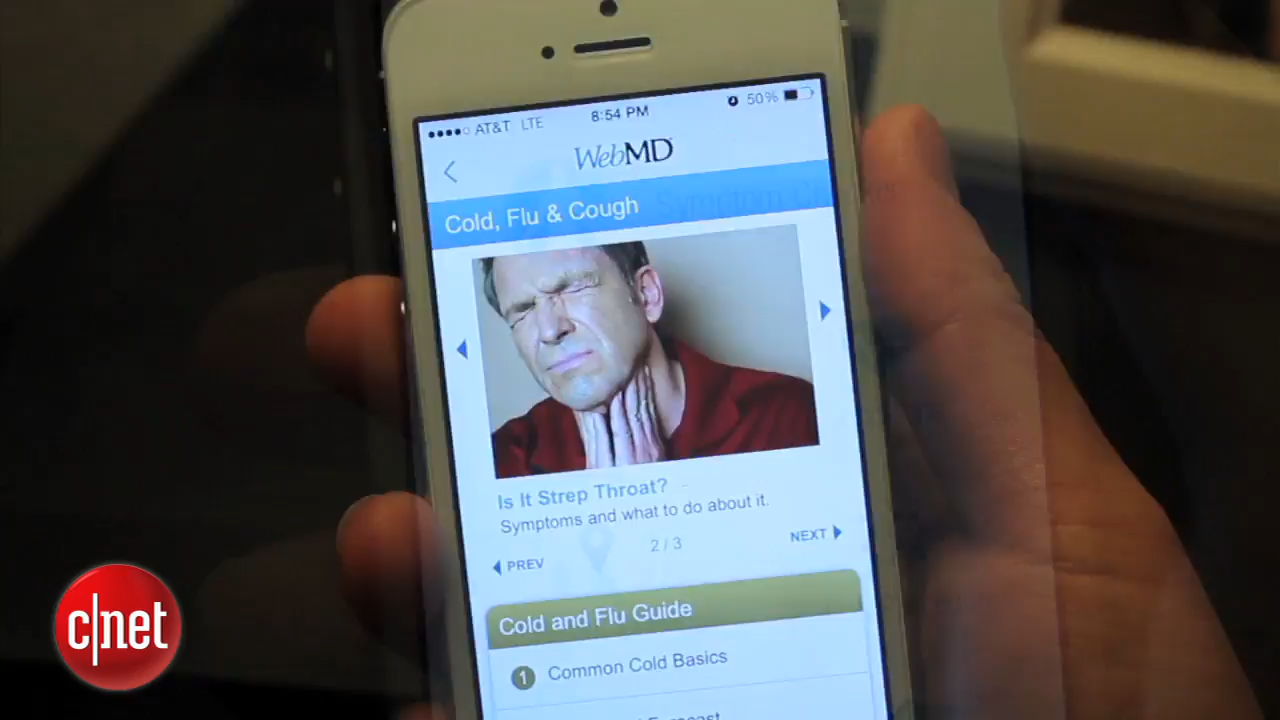 AT&T LTE 8:54 PM 50%
WebMD
Cold, Flu & Cough
Is It Strep Throat?
Symptoms and what to do about it.
PREV 2 / 3 NEXT
Cold and Flu Guide
1 Common Cold Basics
c|net